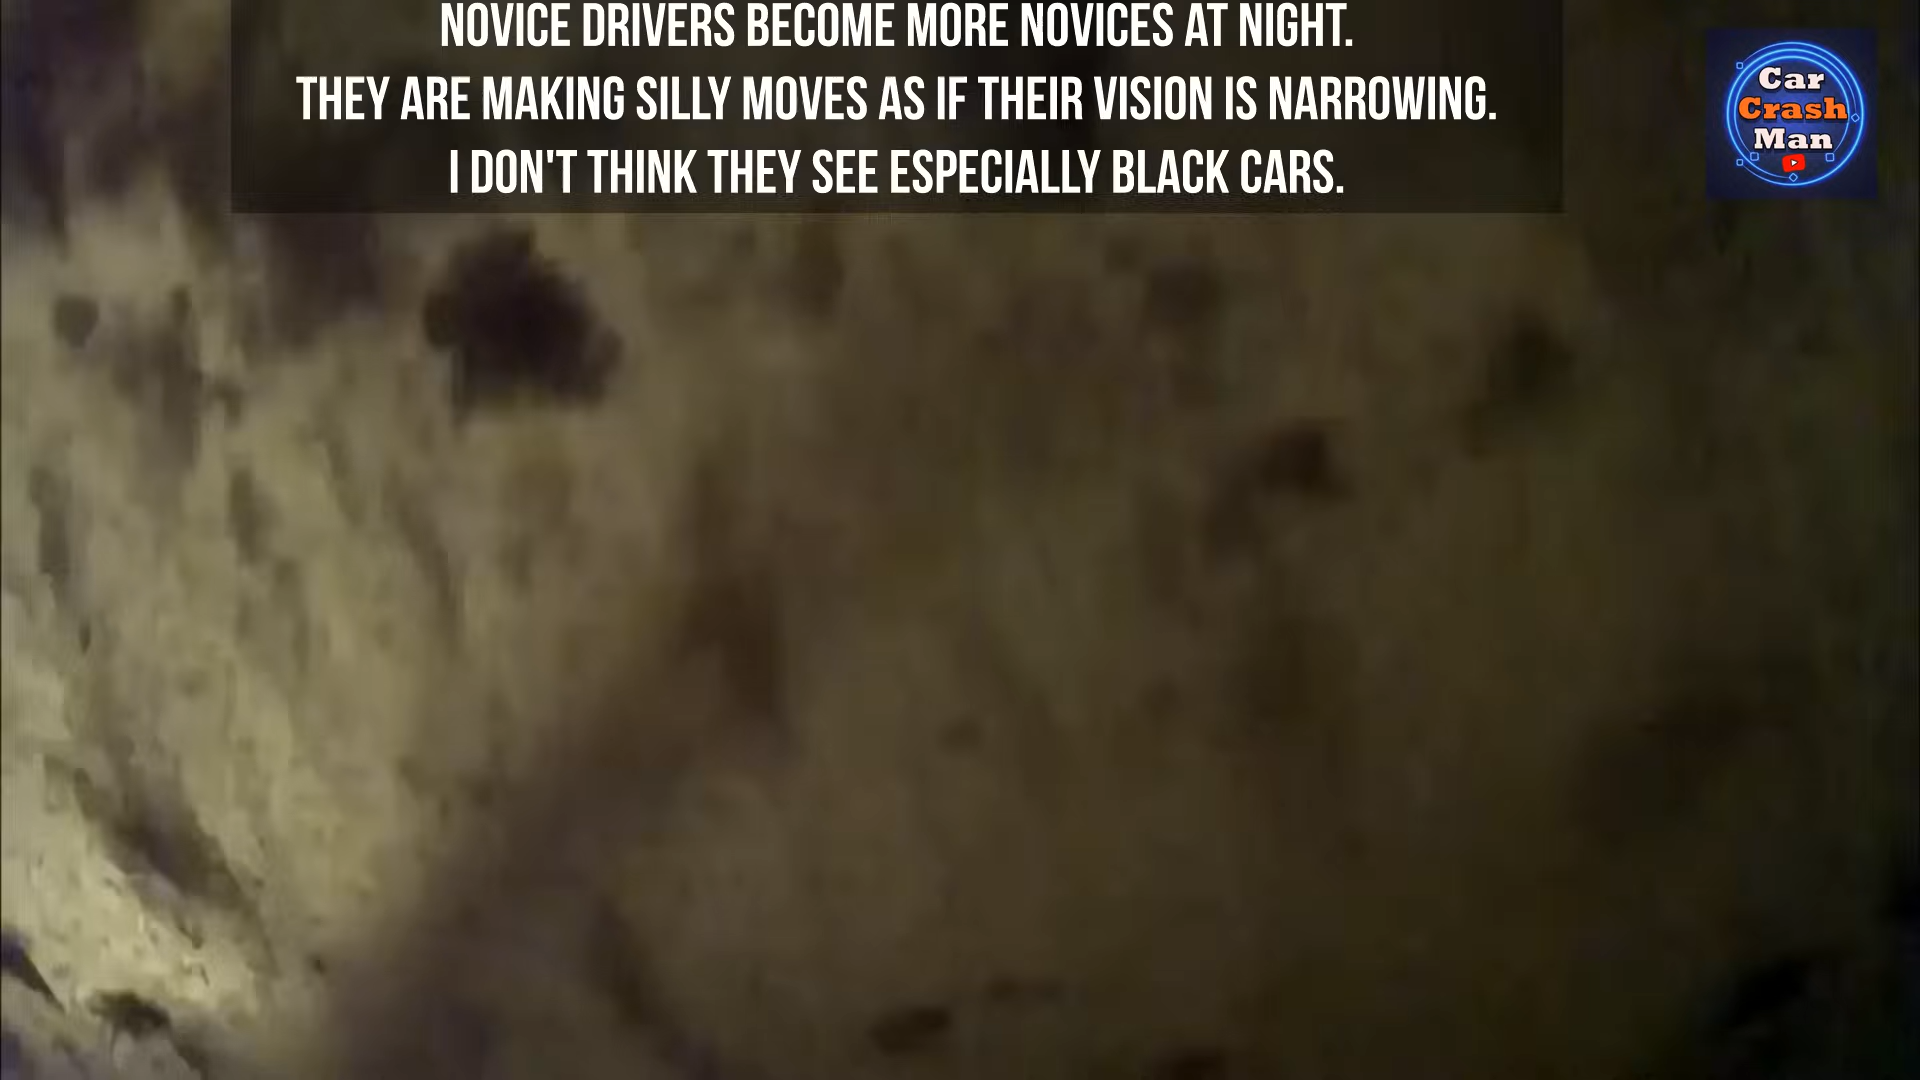 NOVICE DRIVERS BECOME MORE NOVICES AT NIGHT.
THEY ARE MAKING SILLY MOVES AS IF THEIR VISION IS NARROWING.
I DON'T THINK THEY SEE ESPECIALLY BLACK CARS.
Car
Crash
Man